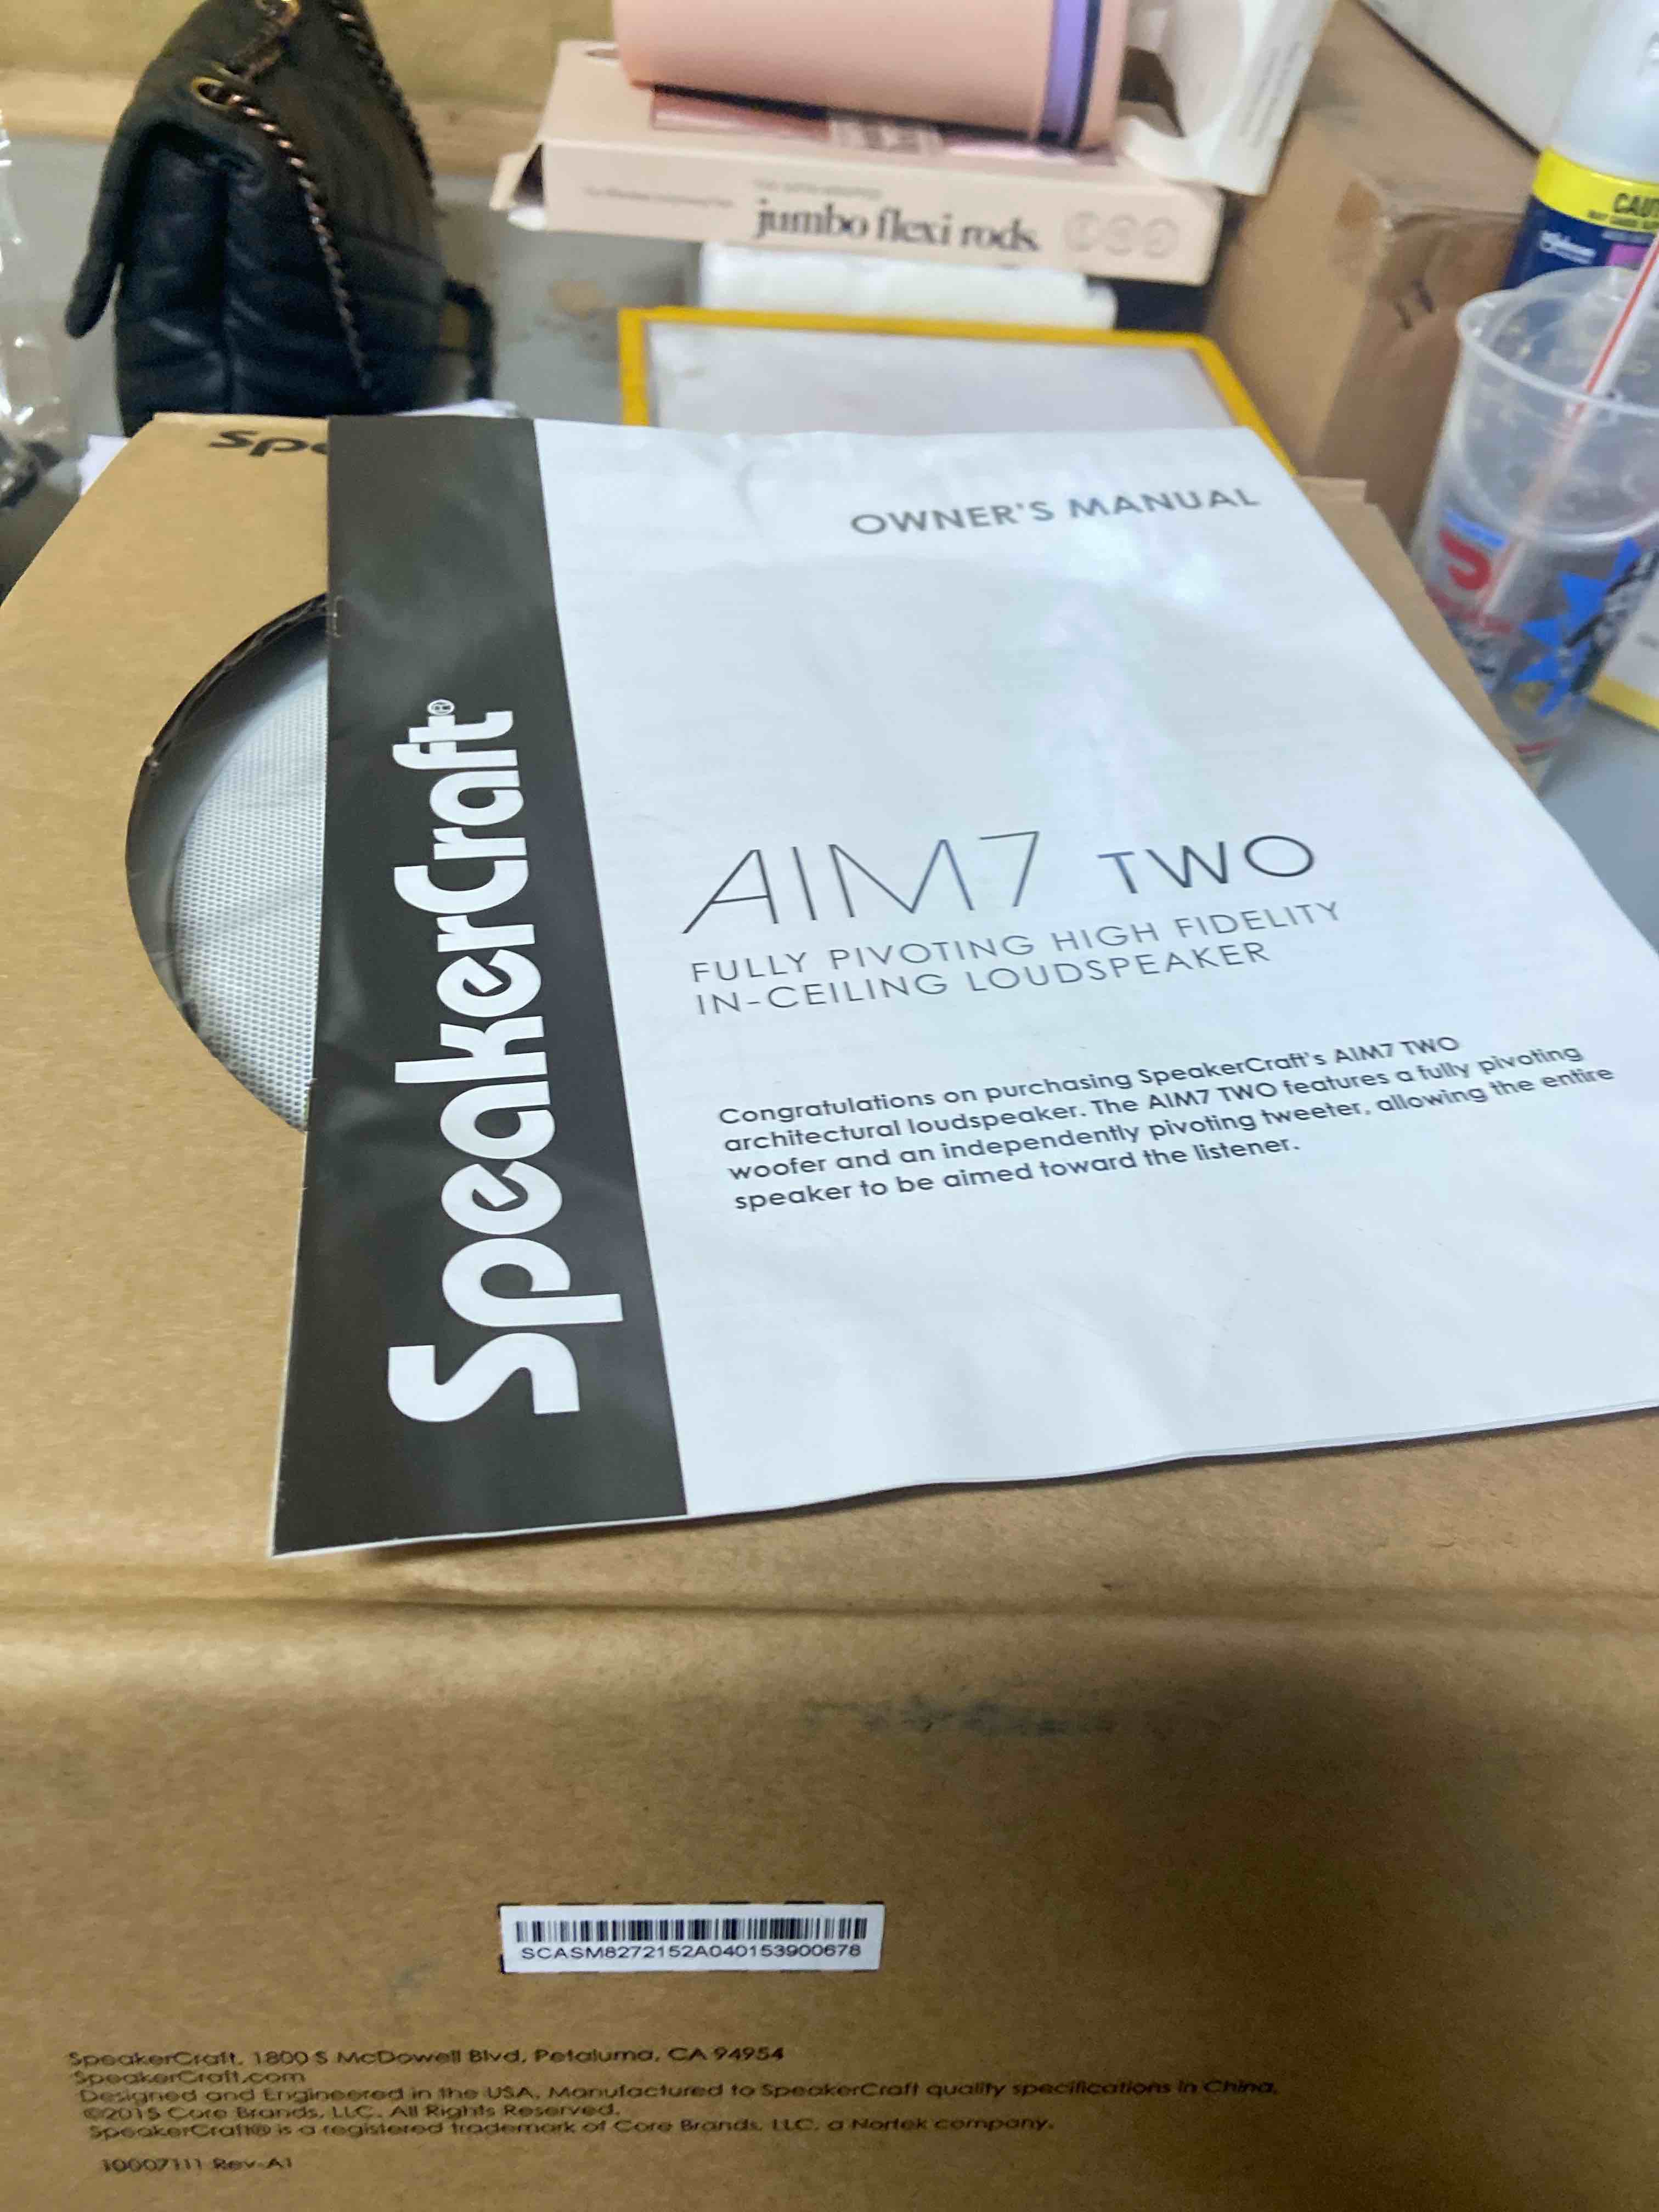 jumbo flexi rods
CAUT
Spe
OWNER'S MANUAL
SpeakerCraft®
AIM7 TWO
FULLY PIVOTING HIGH FIDELITY
IN-CEILING LOUDSPEAKER
Congratulations on purchasing SpeakerCraft's AIM7 TWO
architectural loudspeaker. The AIM7 TWO features a fully pivoting
woofer and an independently pivoting tweeter, allowing the entire
speaker to be aimed toward the listener.
SCASM8272152A040153900678
SpeakerCraft, 1800 S McDowell Blvd, Petaluma, CA 94954
SpeakerCraft.com
Designed and Engineered in the USA. Manufactured to SpeakerCraft quality specifications in China.
©2015 Core Brands, LLC. All Rights Reserved.
SpeakerCraft® is a registered trademark of Core Brands, LLC, a Nortek company.
10007111 Rev-A1